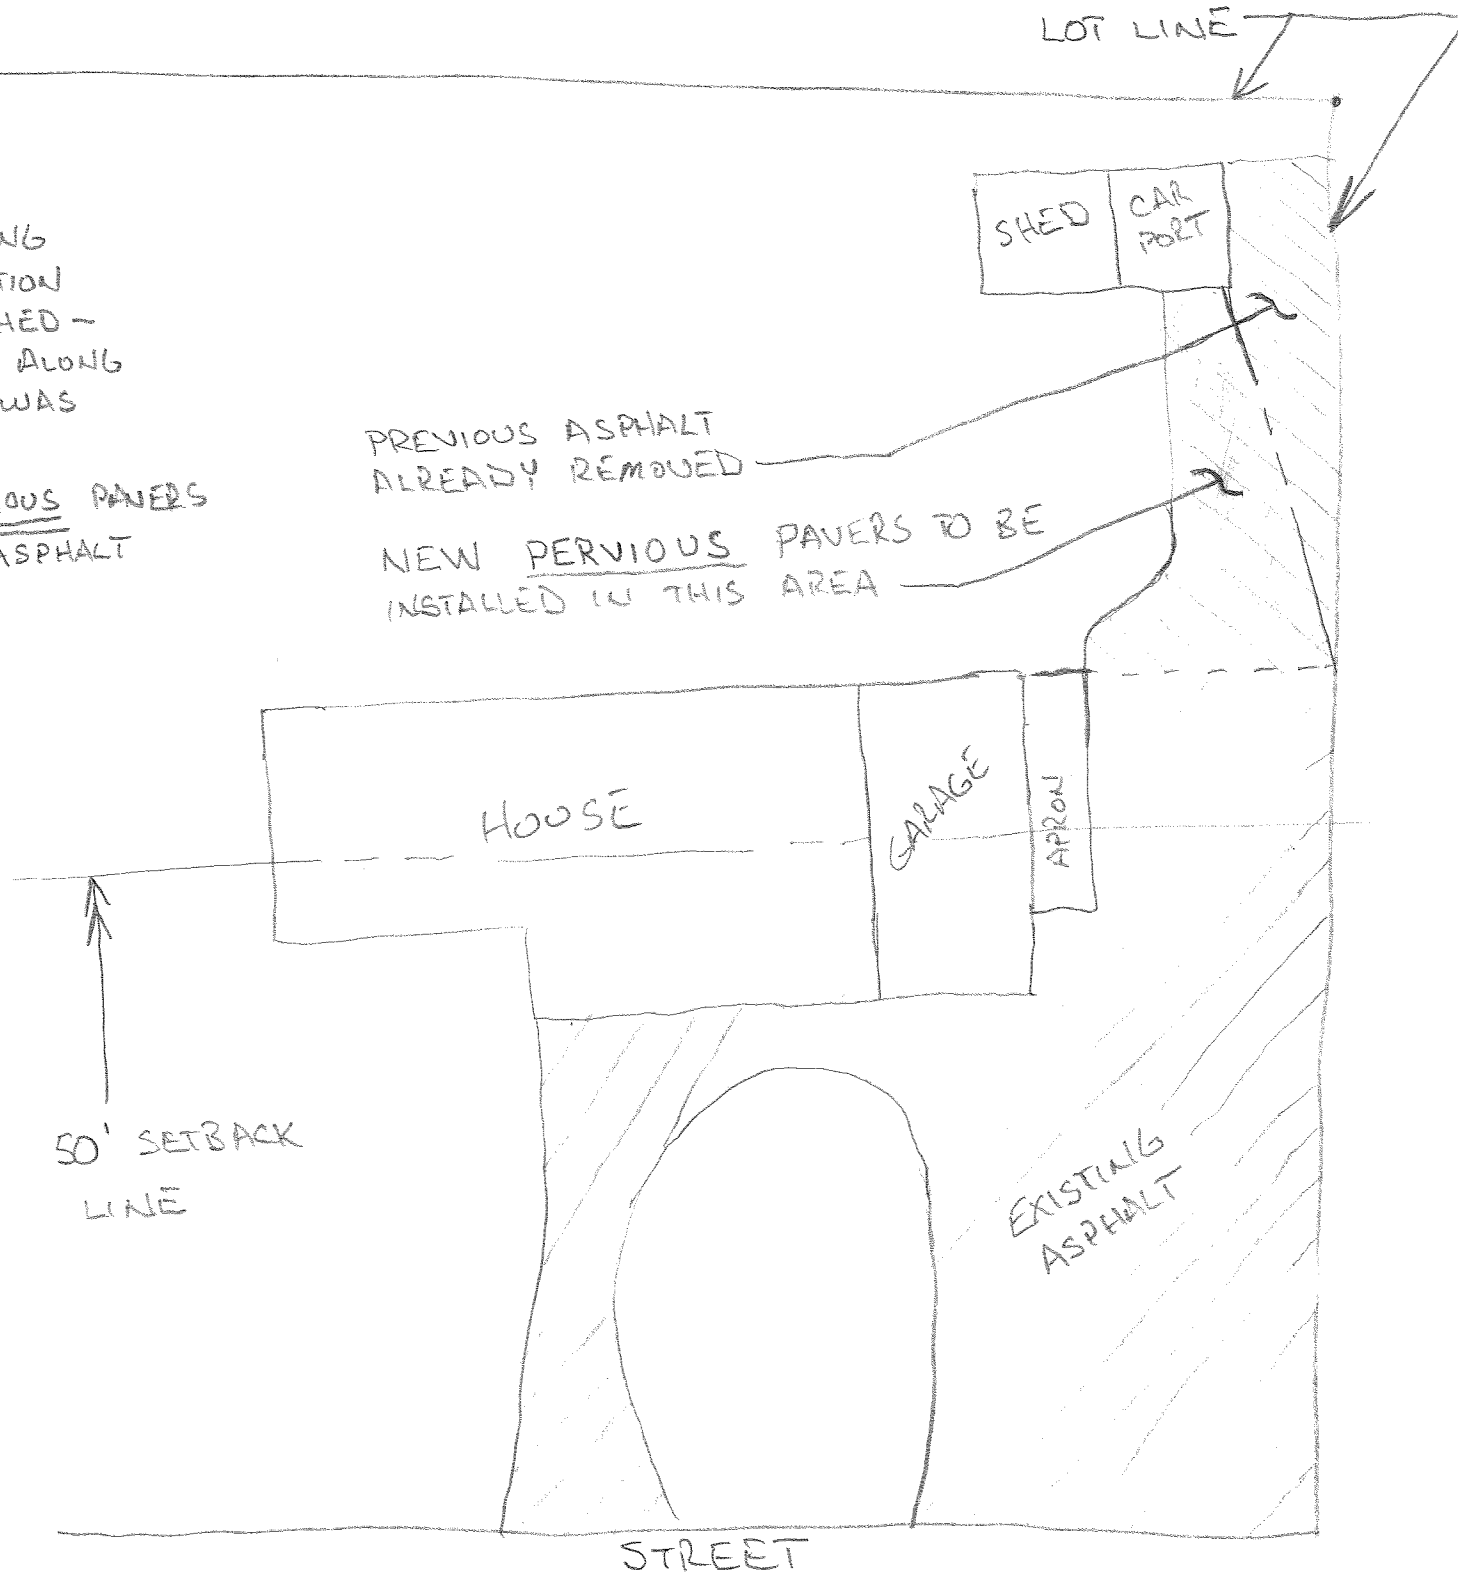 LOT LINE
SHED
CAR
PORT
NG
TION
HED -
ALONG
WAS
OUS PAVERS
ASPHALT
PREVIOUS ASPHALT
ALREADY REMOVED
NEW PERVIOUS PAVERS TO BE
INSTALLED IN THIS AREA
HOUSE
GARAGE
APRON
50' SETBACK
LINE
EXISTING
ASPHALT
STREET